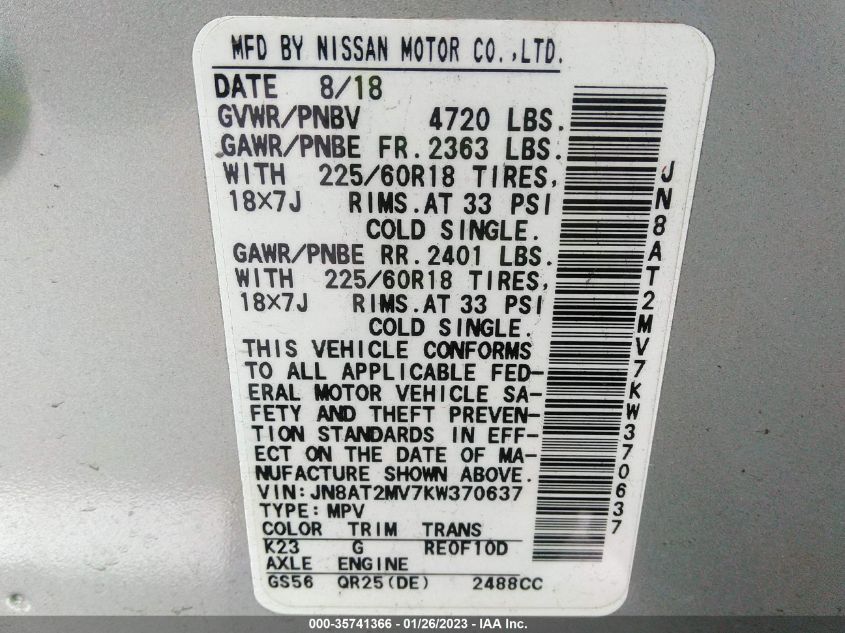 MFD BY NISSAN MOTOR CO.,LTD.
DATE 8/18
GVWR/PNBV 4720 LBS.
GAWR/PNBE FR. 2363 LBS.
WITH 225/60R18 TIRES,
18×7J RIMS. AT 33 PSI
COLD SINGLE.
GAWR/PNBE RR. 2401 LBS.
WITH 225/60R18 TIRES,
18×7J RIMS. AT 33 PSI
COLD SINGLE.
THIS VEHICLE CONFORMS
TO ALL APPLICABLE FED-
ERAL MOTOR VEHICLE SA-
FETY AND THEFT PREVEN-
TION STANDARDS IN EFF-
ECT ON THE DATE OF MA-
NUFACTURE SHOWN ABOVE.
VIN: JN8AT2MV7KW370637
TYPE: MPV
COLOR TRIM TRANS
K23 G RE0F10D
AXLE ENGINE
GS56 QR25(DE) 2488CC
JN8AT2MV7KW370637
000-35741366 - 01/26/2023 - IAA Inc.